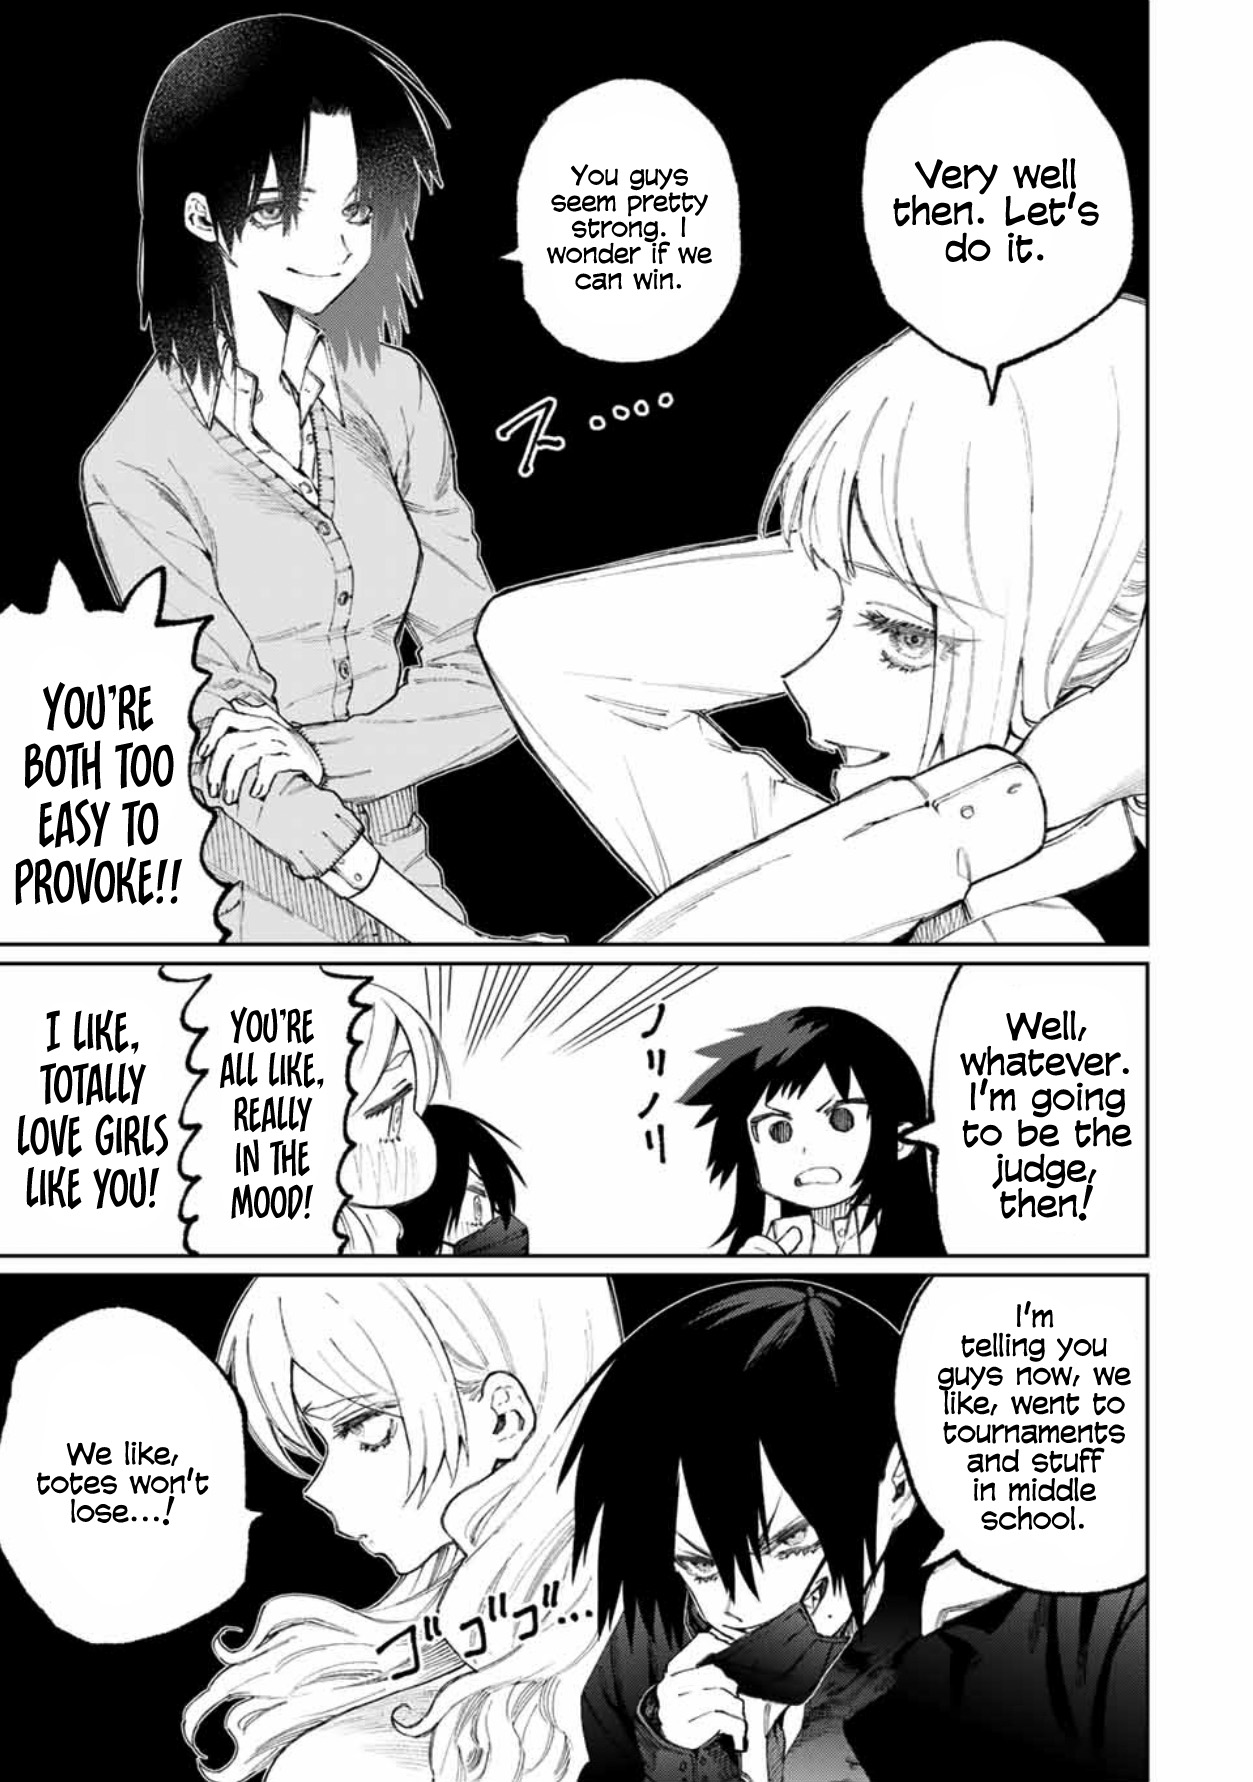 Very well
then. Let's
do it.
You guys
seem pretty
strong. I
wonder if we
can win.
ス....
YOU'RE
BOTH TOO
EASY TO
PROVOKE!!
Well,
whatever.
I'm going
to be the
judge,
then!
ノリノリ
YOU'RE
ALL LIKE,
REALLY
IN THE
MOOD!
I LIKE,
TOTALLY
LOVE GIRLS
LIKE YOU!
I'm
telling you
guys now, we
like, went to
tournaments
and stuff
in middle
school.
ゴゴゴ...
We like,
totes won't
lose...!